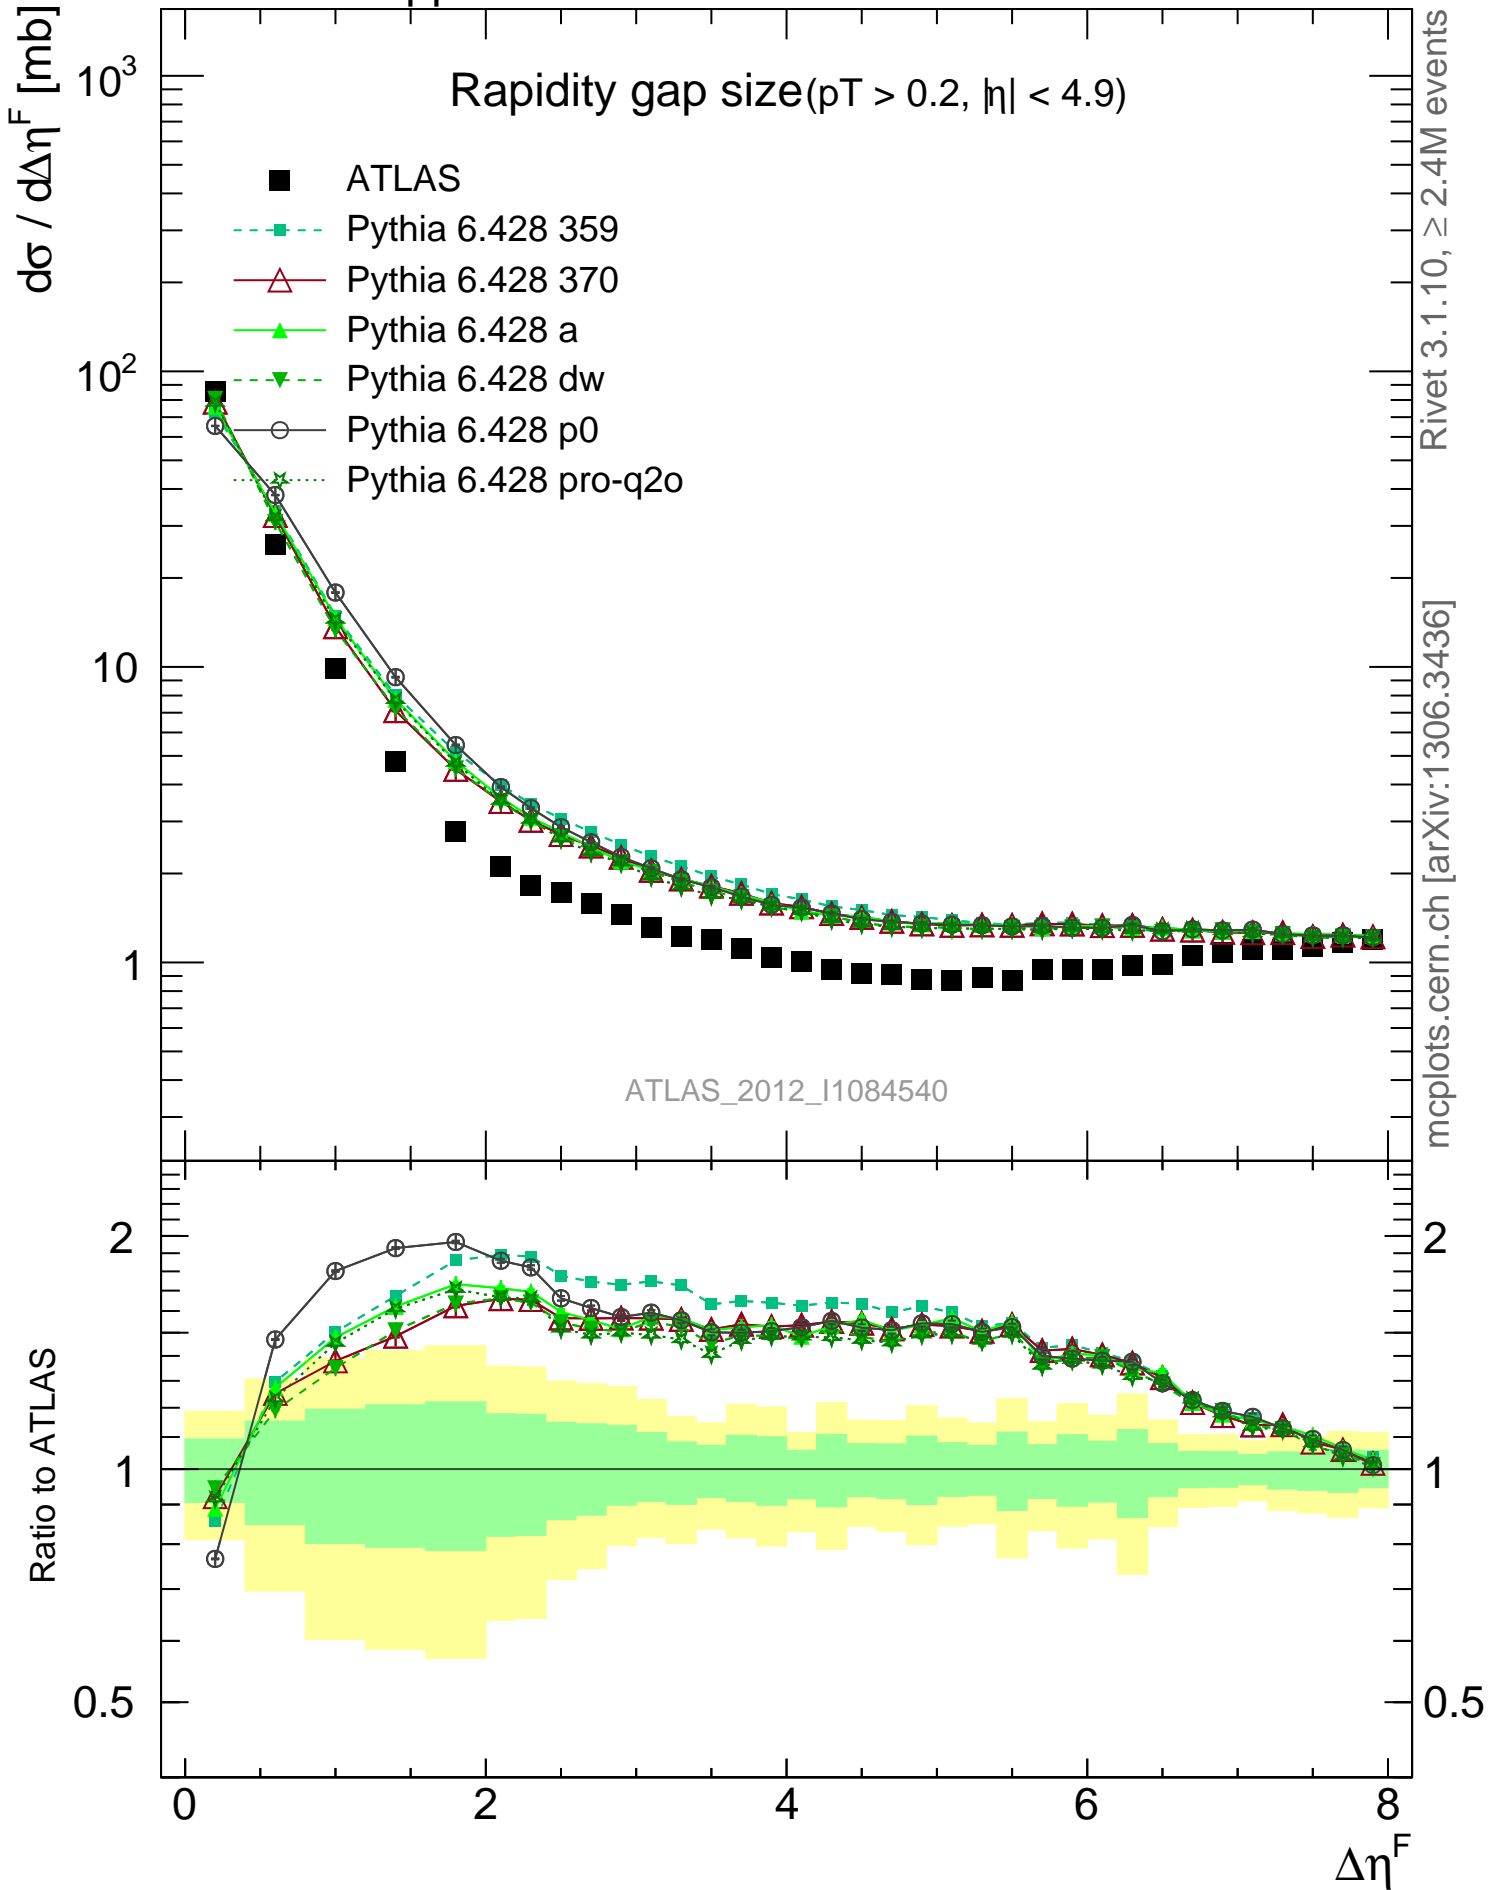 Rapidity gap size(pT > 0.2, |η| < 4.9)
dσ / dΔη^F [mb]
10^3
10^2
10
1
ATLAS
Pythia 6.428 359
Pythia 6.428 370
Pythia 6.428 a
Pythia 6.428 dw
Pythia 6.428 p0
Pythia 6.428 pro-q2o
ATLAS_2012_I1084540
Rivet 3.1.10, ≥ 2.4M events
mcplots.cern.ch [arXiv:1306.3436]
Ratio to ATLAS
2
1
0.5
2
1
0.5
0 2 4 6 8
Δη^F